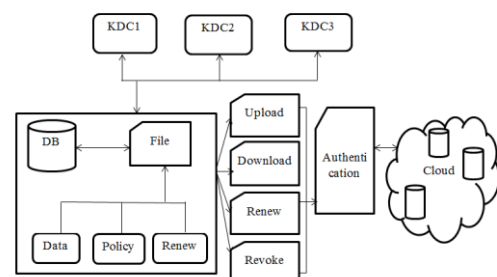 KDC1
KDC2
KDC3
DB
File
Data
Policy
Renew
Upload
Download
Renew
Revoke
Authenti
cation
Cloud